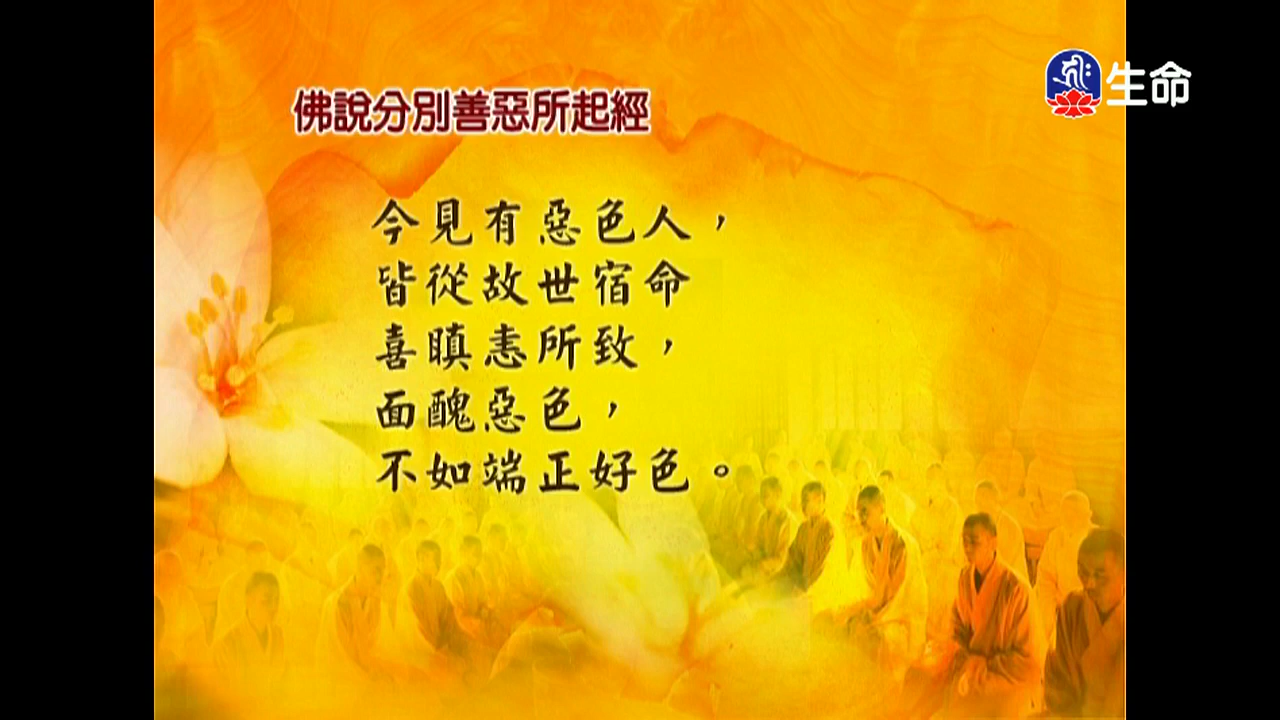 生命
佛說分別善惡所起經
今見有惡色人，
皆從故世宿命
喜瞋恚所致，
面醜惡色，
不如端正好色。